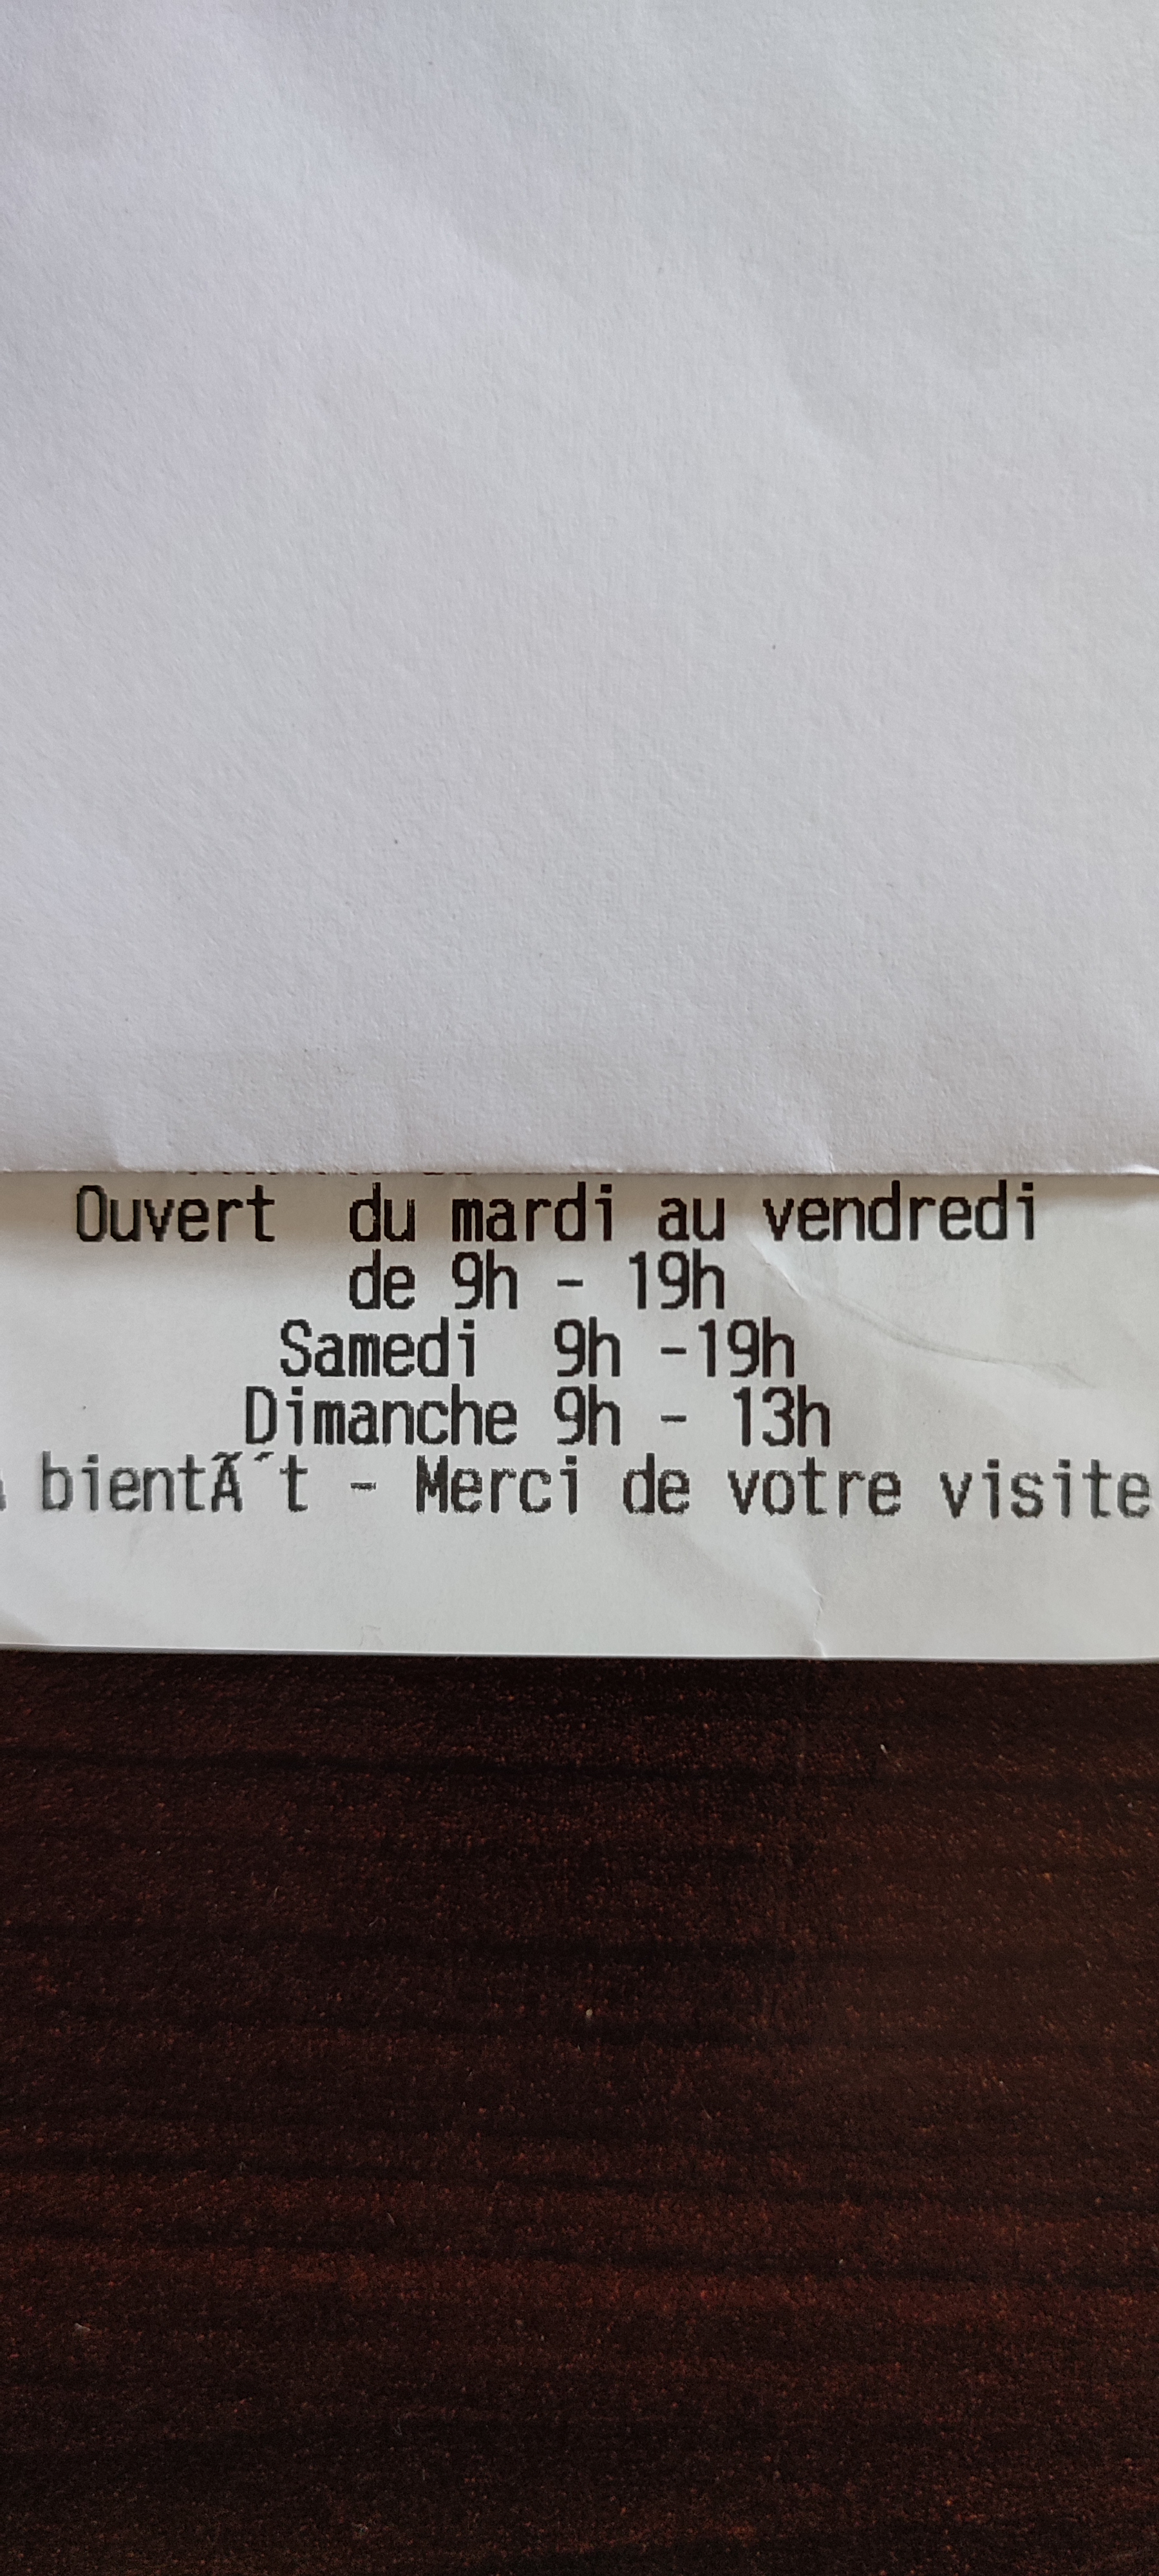 Ouvert du mardi au vendredi
de 9h - 19h
Samedi 9h -19h
Dimanche 9h - 13h
bientÃ´t - Merci de votre visite